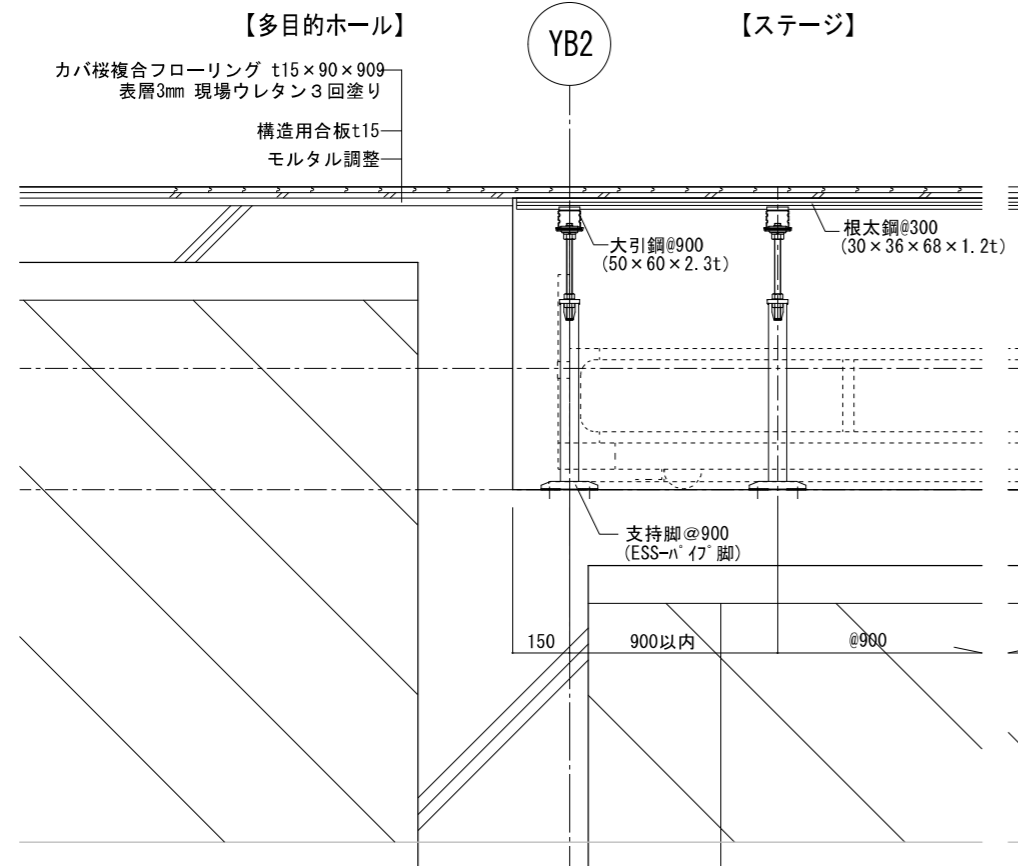 【多目的ホール】
YB2
【ステージ】
カバ桜複合フローリング t15×90×909
表層3mm 現場ウレタン３回塗り
構造用合板t15
モルタル調整
大引鋼@900
(50×60×2.3t)
根太鋼@300
(30×36×68×1.2t)
支持脚＠900
(ESSｰﾊﾟｲﾌﾟ脚)
150
900以内
@900